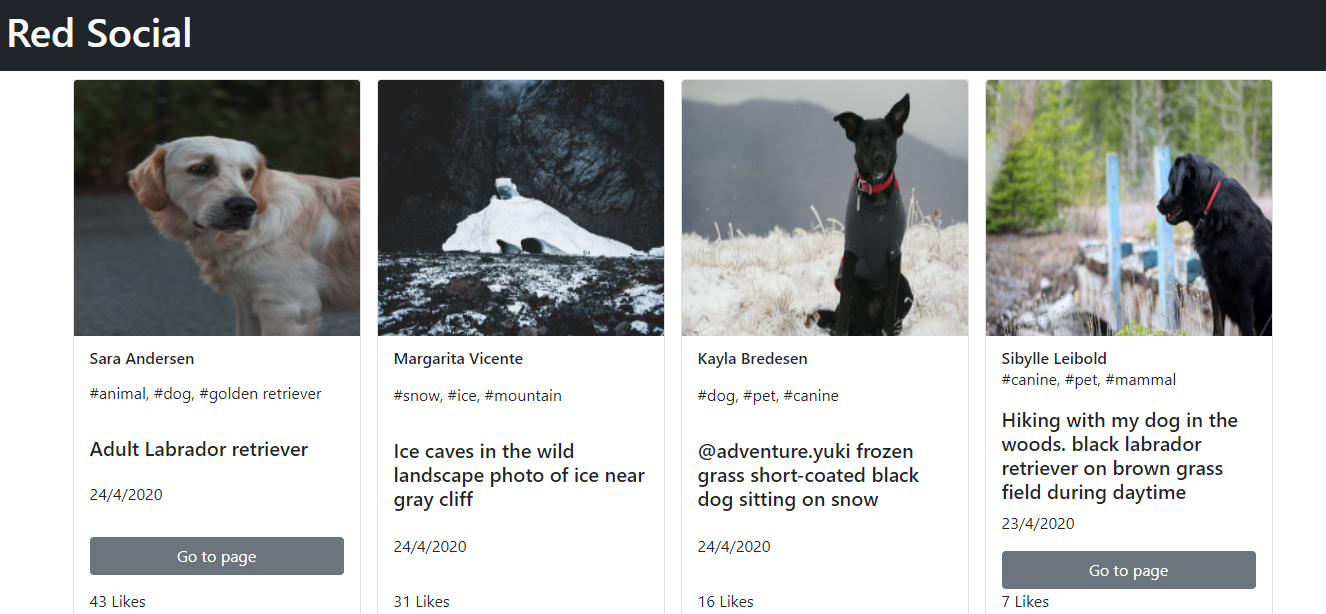 Red Social
Sara Andersen
#animal, #dog, #golden retriever
Adult Labrador retriever
24/4/2020
Go to page
43 Likes
Margarita Vicente
#snow, #ice, #mountain
Ice caves in the wild
landscape photo of ice near
gray cliff
24/4/2020
31 Likes
Kayla Bredesen
#dog, #pet, #canine
@adventure.yuki frozen
grass short-coated black
dog sitting on snow
24/4/2020
16 Likes
Sibylle Leibold
#canine, #pet, #mammal
Hiking with my dog in the
woods. black labrador
retriever on brown grass
field during daytime
23/4/2020
Go to page
7 Likes